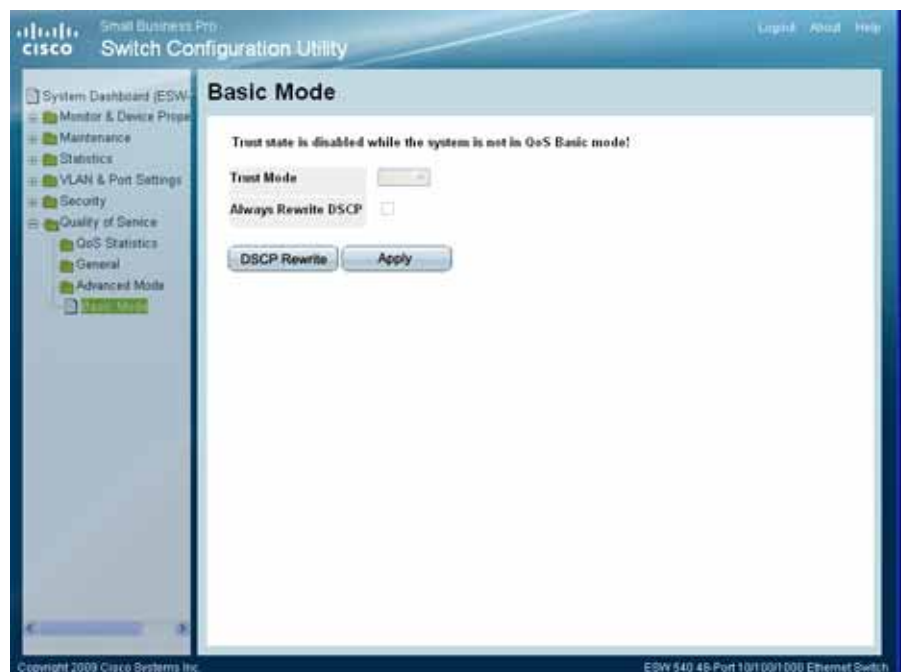 Small Business Pro
cisco Switch Configuration Utility
Logout About Help
System Dashboard (ESW-
Monitor & Device Prope
Maintenance
Statistics
VLAN & Port Settings
Security
Quality of Service
QoS Statistics
General
Advanced Mode
Basic Mode
Basic Mode
Trust state is disabled while the system is not in QoS Basic mode!
Trust Mode
Always Rewrite DSCP
DSCP Rewrite Apply
Copyright 2009 Cisco Systems Inc.
ESW 540 48-Port 10/100/1000 Ethernet Switch